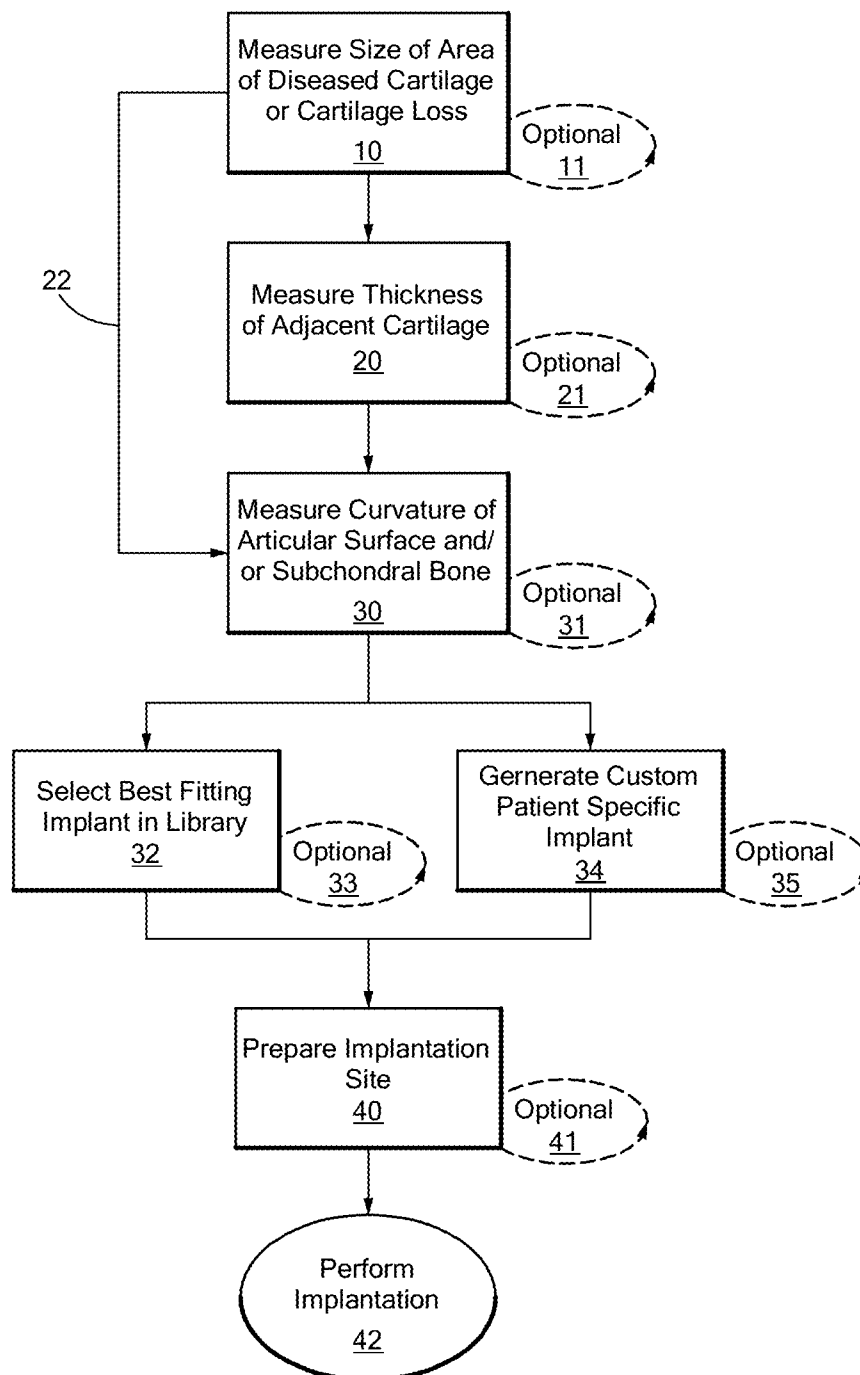 Measure Size of Area
of Diseased Cartilage
or Cartilage Loss
10
Optional
11
22
Measure Thickness
of Adjacent Cartilage
20
Optional
21
Measure Curvature of
Articular Surface and/
or Subchondral Bone
30
Optional
31
Select Best Fitting
Implant in Library
32
Optional
33
Gernerate Custom
Patient Specific
Implant
34
Optional
35
Prepare Implantation
Site
40
Optional
41
Perform
Implantation
42